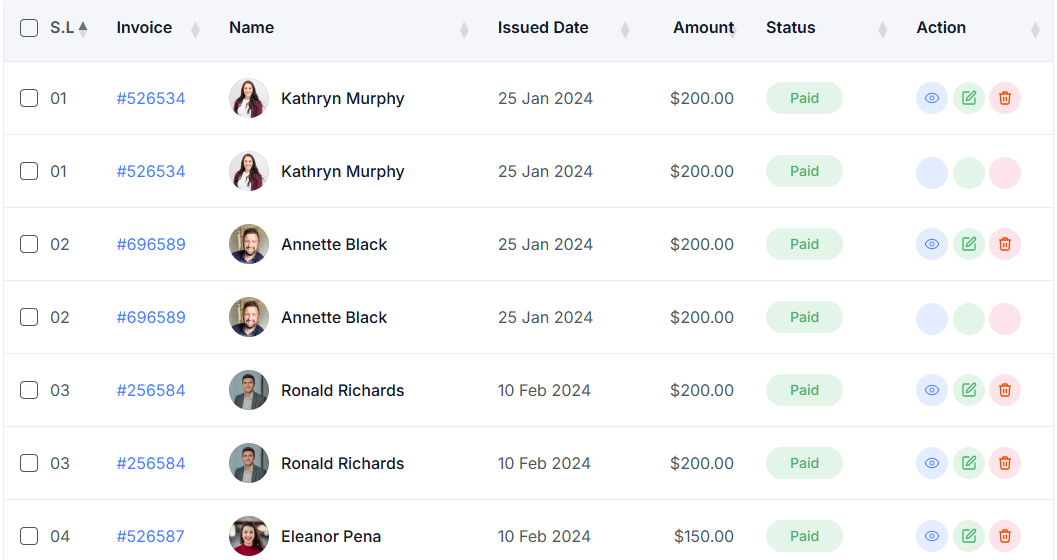 S.L Invoice Name Issued Date Amount Status Action
01 #526534 Kathryn Murphy 25 Jan 2024 $200.00 Paid
01 #526534 Kathryn Murphy 25 Jan 2024 $200.00 Paid
02 #696589 Annette Black 25 Jan 2024 $200.00 Paid
02 #696589 Annette Black 25 Jan 2024 $200.00 Paid
03 #256584 Ronald Richards 10 Feb 2024 $200.00 Paid
03 #256584 Ronald Richards 10 Feb 2024 $200.00 Paid
04 #526587 Eleanor Pena 10 Feb 2024 $150.00 Paid